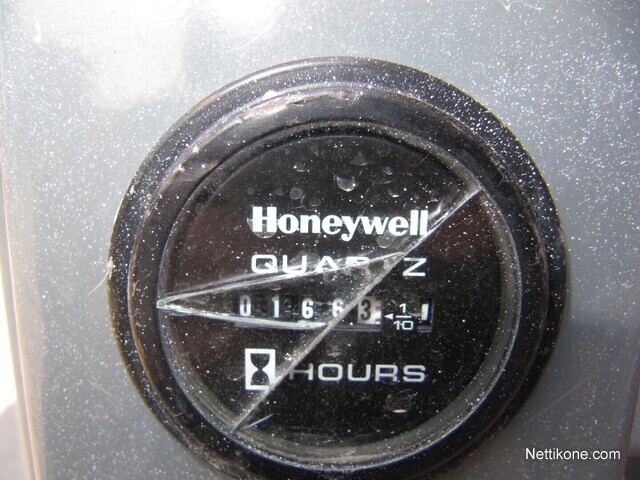 Honeywell
QUARTZ
01663 1/10
HOURS
Nettikone.com